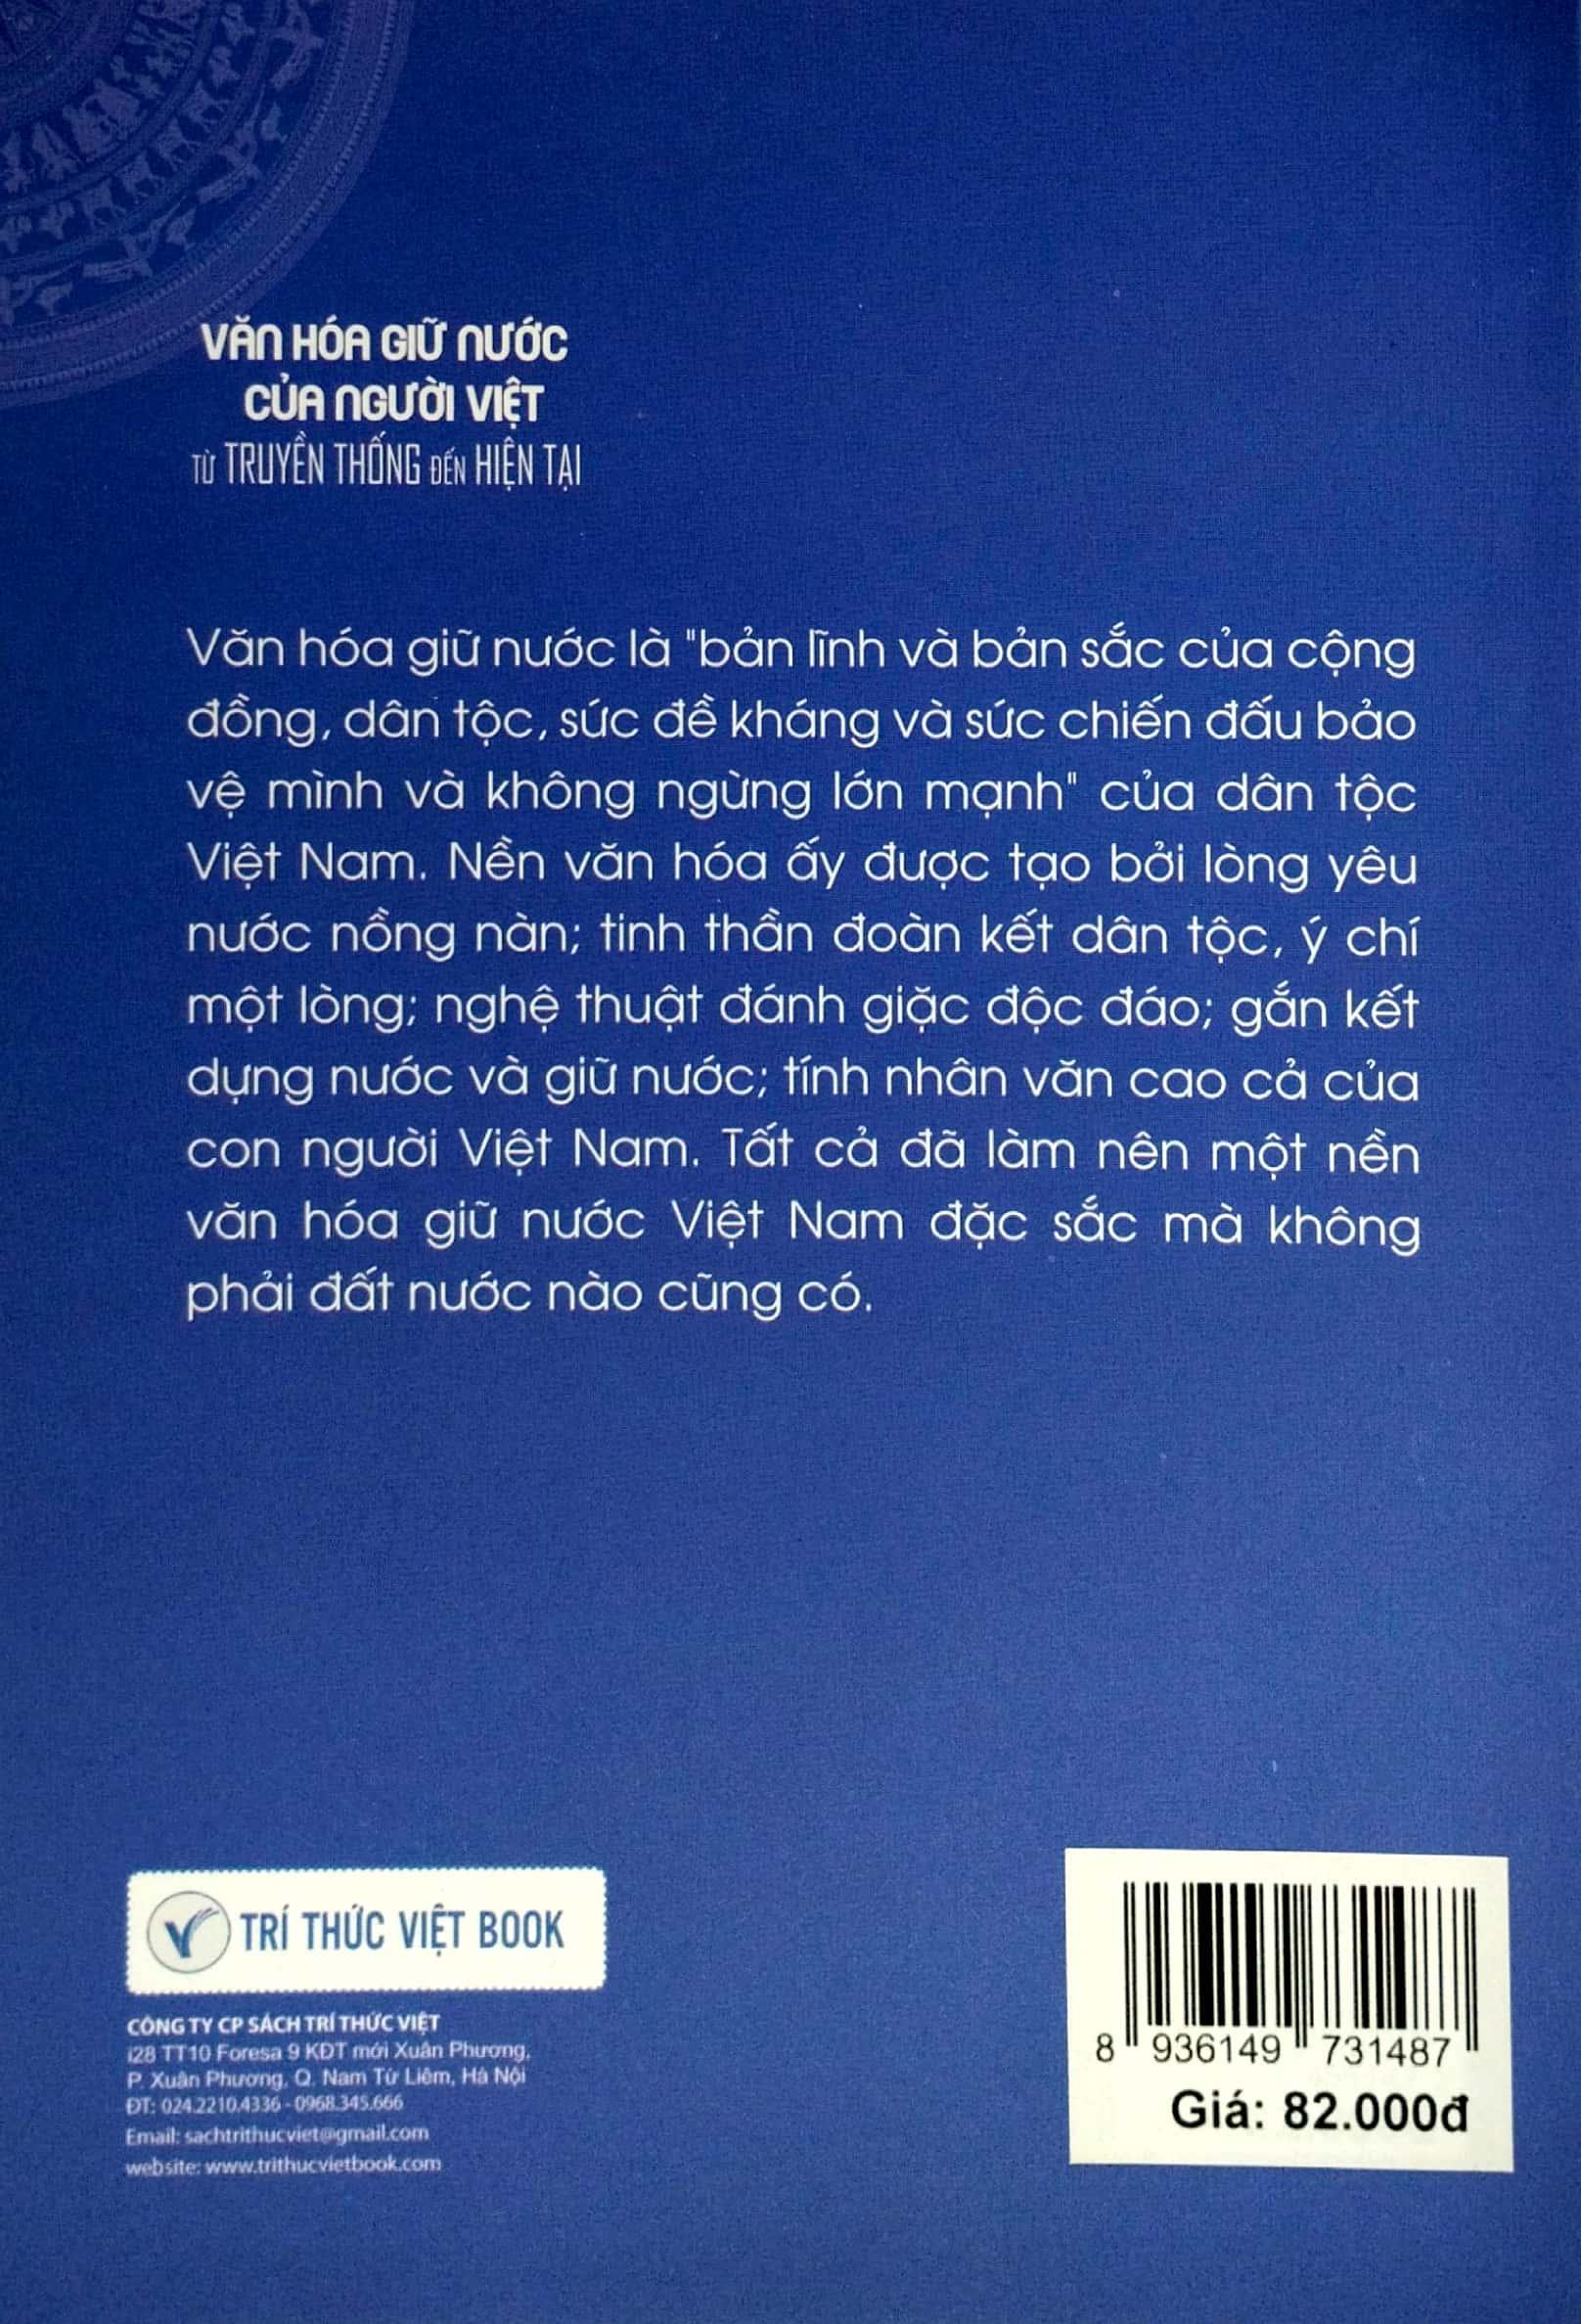 VĂN HÓA GIỮ NƯỚC
CỦA NGƯỜI VIỆT
TỪ TRUYỀN THỐNG ĐẾN HIỆN TẠI
Văn hóa giữ nước là "bản lĩnh và bản sắc của cộng
đồng, dân tộc, sức đề kháng và sức chiến đấu bảo
vệ mình và không ngừng lớn mạnh" của dân tộc
Việt Nam. Nền văn hóa ấy được tạo bởi lòng yêu
nước nồng nàn; tinh thần đoàn kết dân tộc, ý chí
một lòng; nghệ thuật đánh giặc độc đáo; gắn kết
dựng nước và giữ nước; tính nhân văn cao cả của
con người Việt Nam. Tất cả đã làm nên một nền
văn hóa giữ nước Việt Nam đặc sắc mà không
phải đất nước nào cũng có.
TRÍ THỨC VIỆT BOOK
CÔNG TY CP SÁCH TRÍ THỨC VIỆT
i28 TT10 Foresa 9 KĐT mới Xuân Phương,
P. Xuân Phương, Q. Nam Từ Liêm, Hà Nội
ĐT: 024.2210.4336 - 0968.345.666
Email: sachtrithucviet@gmail.com
website: www.trithucvietbook.com
8 936149 731487
Giá: 82.000đ